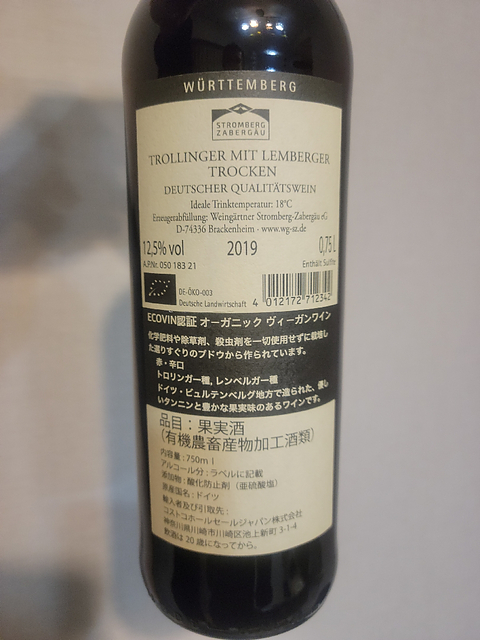 WÜRTTEMBERG
STROMBERG
ZABERGÄU
TROLLINGER MIT LEMBERGER
TROCKEN
DEUTSCHER QUALITÄTSWEIN
Ideale Trinktemperatur: 18°C
Erzeugerabfüllung: Weingärtner Stromberg-Zabergäu eG
D-74336 Brackenheim - www.wg-sz.de
12,5% vol 2019 0,75 L
A.P.Nr. 050 183 21 Enthält Sulfite
DE-ÖKO-003
Deutsche Landwirtschaft 4 012172 712342
ECOVIN認証 オーガニック ヴィーガンワイン
化学肥料や除草剤、殺虫剤を一切使用せずに栽培し
た選りすぐりのブドウから作られています。
赤・辛口
トロリンガー種, レンベルガー種
ドイツ・ビュルテンベルグ地方で造られた、優し
いタンニンと豊かな果実味のあるワインです。
品目：果実酒
(有機農畜産物加工酒類)
内容量：750ml
アルコール分：ラベルに記載
添加物：酸化防止剤（亜硫酸塩）
原産国名：ドイツ
輸入者及び引取先：
コストコホールセールジャパン株式会社
神奈川県川崎市川崎区池上新町 3-1-4
飲酒は 20 歳になってから。